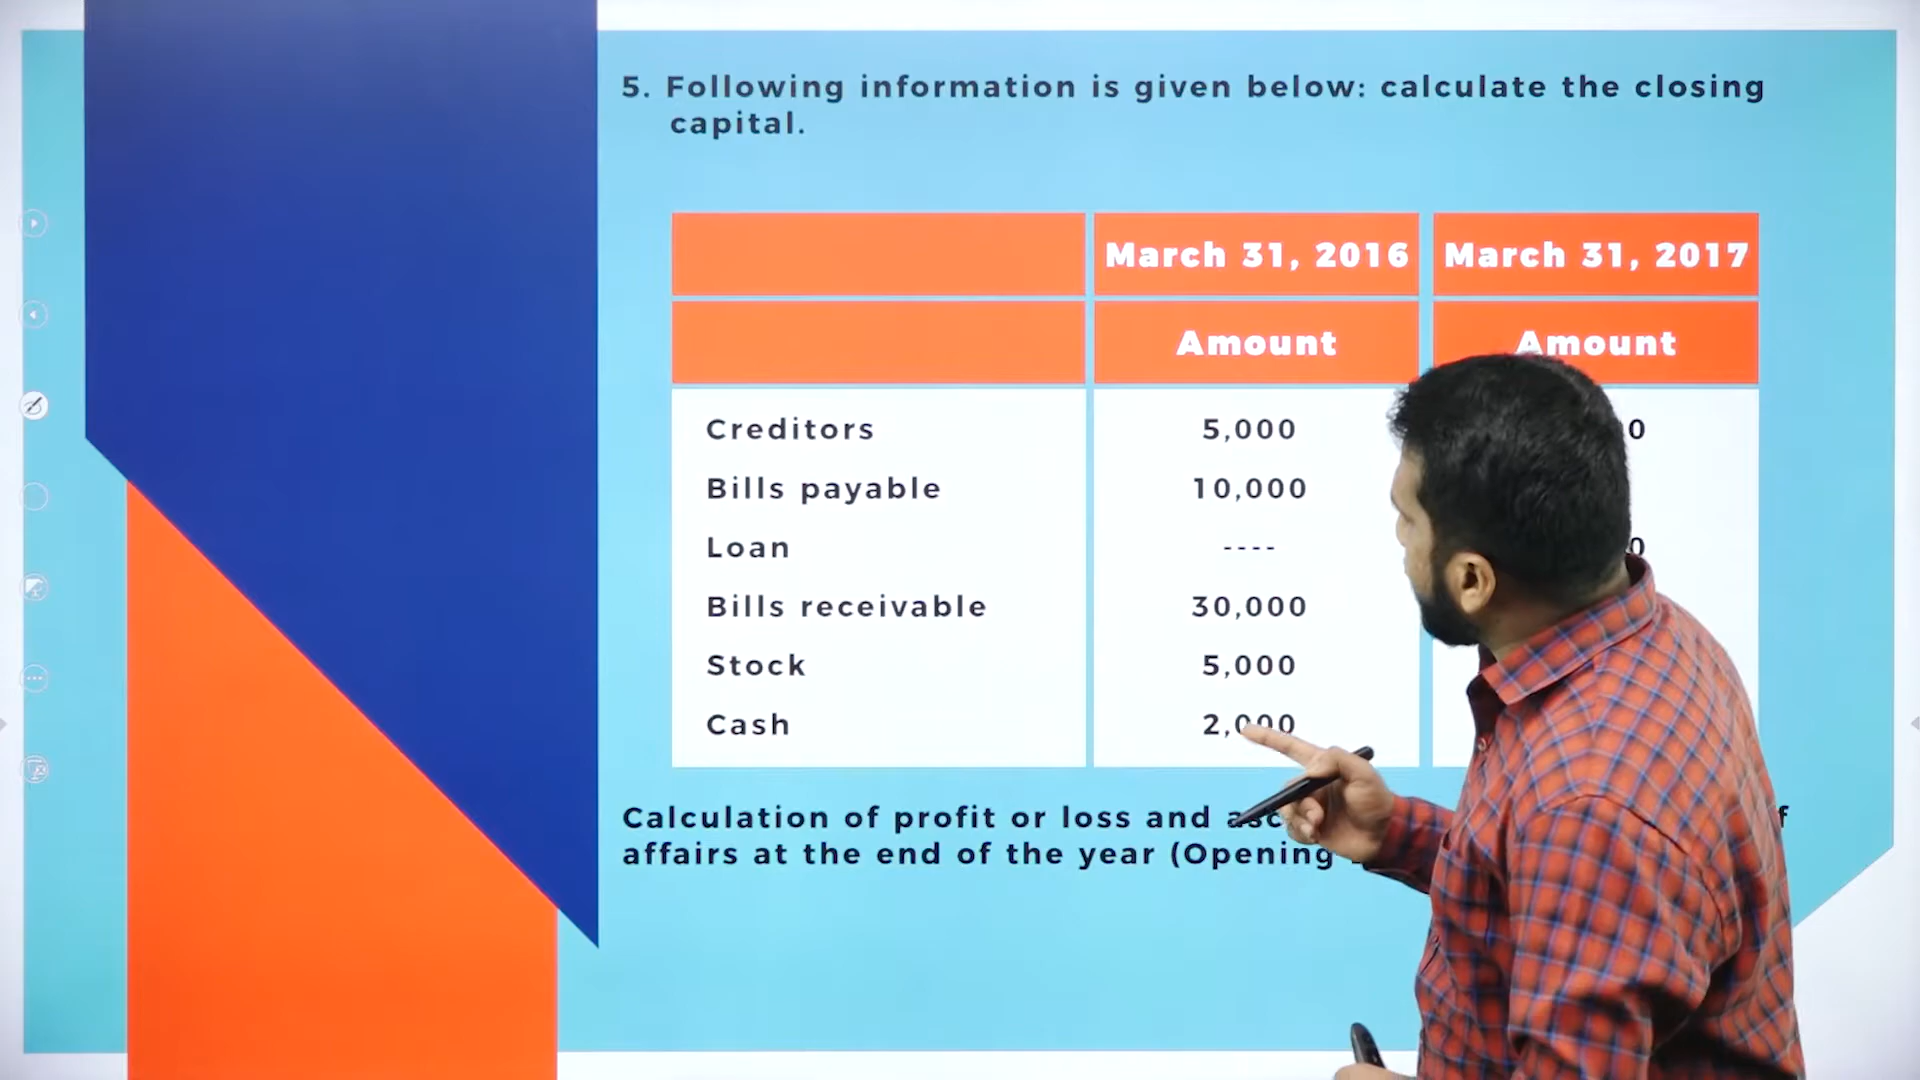 5. Following information is given below: calculate the closing
capital.
March 31, 2016 March 31, 2017
Amount Amount
Creditors 5,000
Bills payable 10,000
Loan ----
Bills receivable 30,000
Stock 5,000
Cash 2,000
Calculation of profit or loss and
affairs at the end of the year (Opening